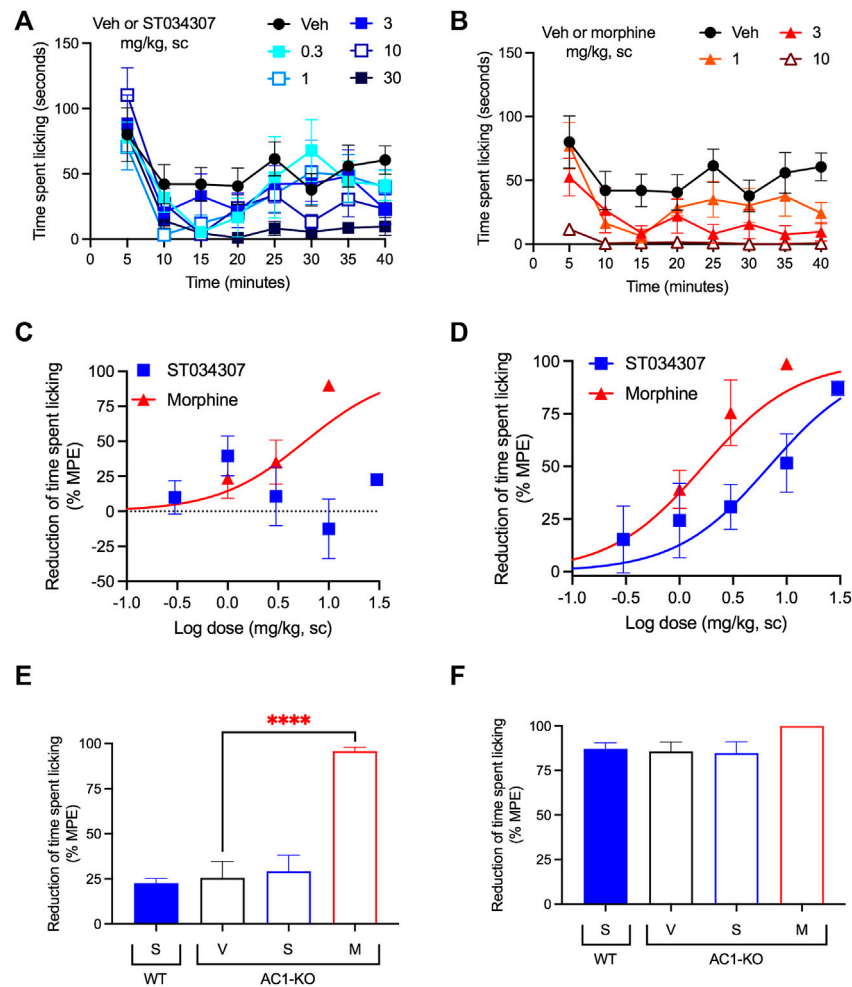 A
Veh or ST034307
mg/kg, sc
Veh
0.3
1
3
10
30
Time spent licking (seconds)
150
100
50
0
0 5 10 15 20 25 30 35 40
Time (minutes)
B
Veh or morphine
mg/kg, sc
Veh
1
3
10
Time spent licking (seconds)
150
100
50
0
0 5 10 15 20 25 30 35 40
Time (minutes)
C
ST034307
Morphine
Reduction of time spent licking
(% MPE)
100
75
50
25
0
-25
-50
-1.0 -0.5 0.0 0.5 1.0 1.5
Log dose (mg/kg, sc)
D
ST034307
Morphine
Reduction of time spent licking
(% MPE)
100
75
50
25
0
-1.0 -0.5 0.0 0.5 1.0 1.5
Log dose (mg/kg, sc)
E
****
Reduction of time spent licking
(% MPE)
100
75
50
25
0
S V S M
WT AC1-KO
F
Reduction of time spent licking
(% MPE)
100
75
50
25
0
S V S M
WT AC1-KO